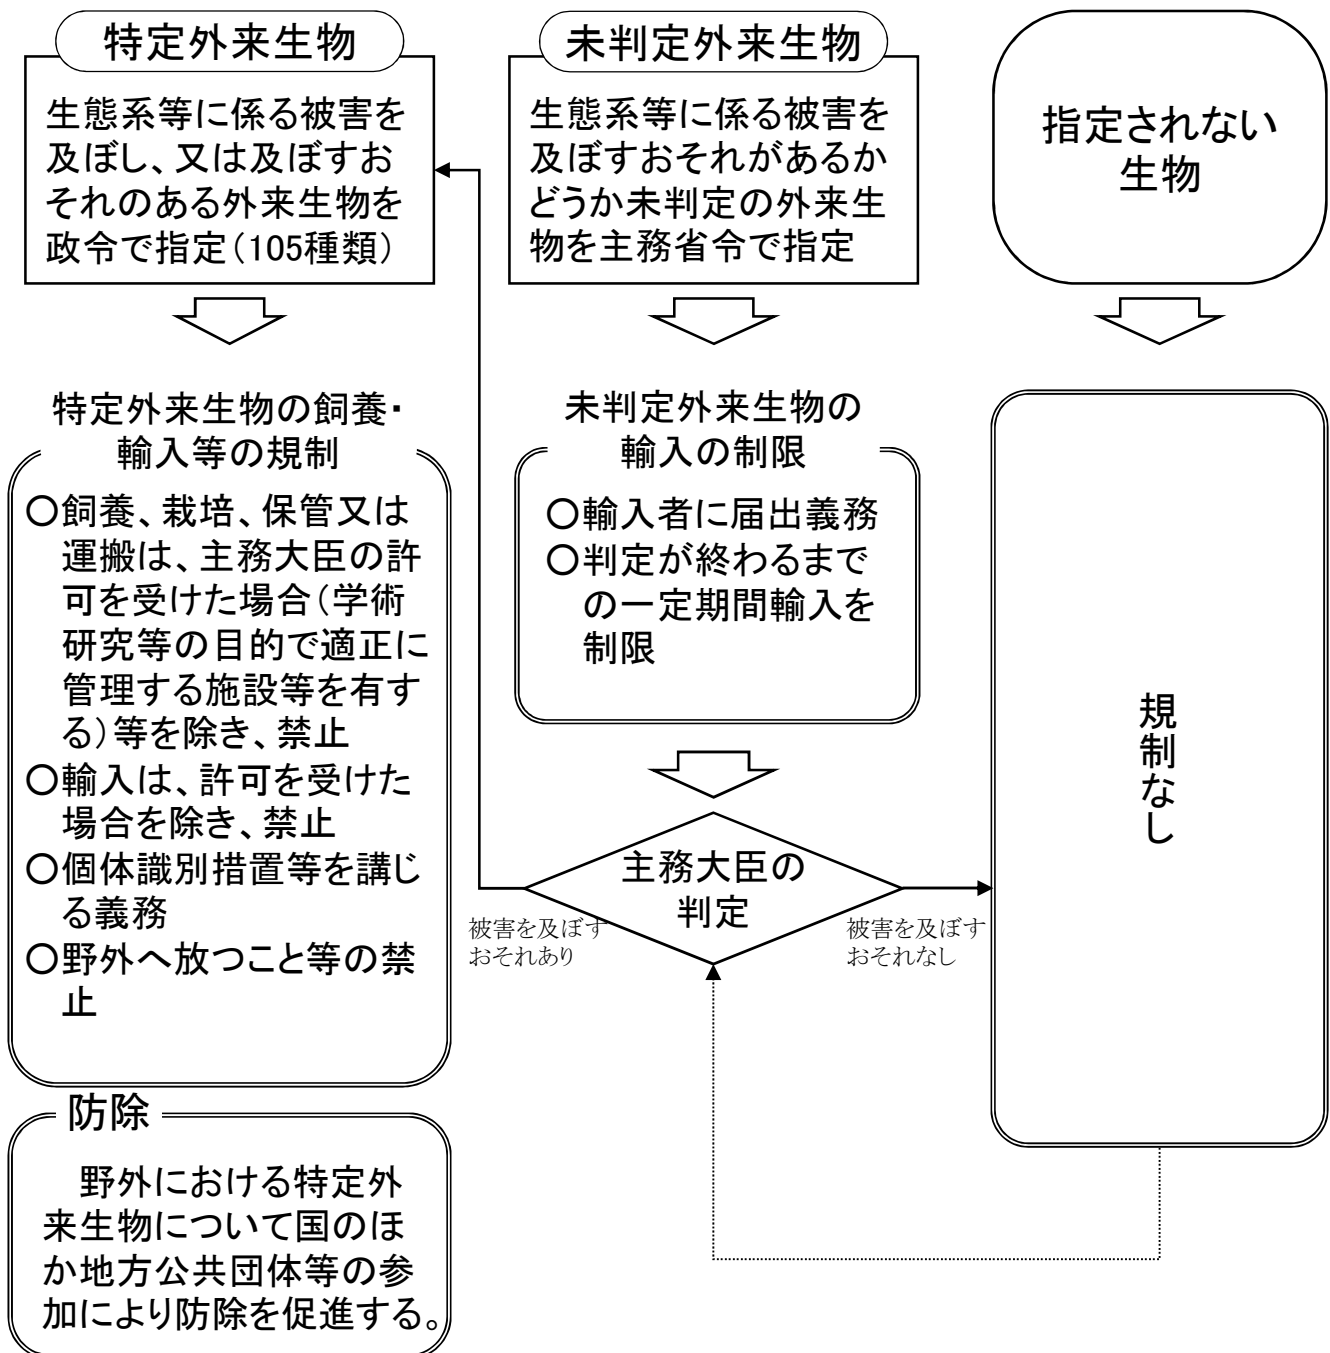 特定外来生物
生態系等に係る被害を
及ぼし、又は及ぼすお
それのある外来生物を
政令で指定（105種類）
特定外来生物の飼養・
輸入等の規制
○飼養、栽培、保管又は
運搬は、主務大臣の許
可を受けた場合（学術
研究等の目的で適正に
管理する施設等を有す
る）等を除き、禁止
○輸入は、許可を受けた
場合を除き、禁止
○個体識別措置等を講じ
る義務
○野外へ放つこと等の禁
止
防除
野外における特定外
来生物について国のほ
か地方公共団体等の参
加により防除を促進する。
未判定外来生物
生態系等に係る被害を
及ぼすおそれがあるか
どうか未判定の外来生
物を主務省令で指定
未判定外来生物の
輸入の制限
○輸入者に届出義務
○判定が終わるまで
の一定期間輸入を
制限
主務大臣の
判定
被害を及ぼす
おそれあり
被害を及ぼす
おそれなし
指定されない
生物
規制なし